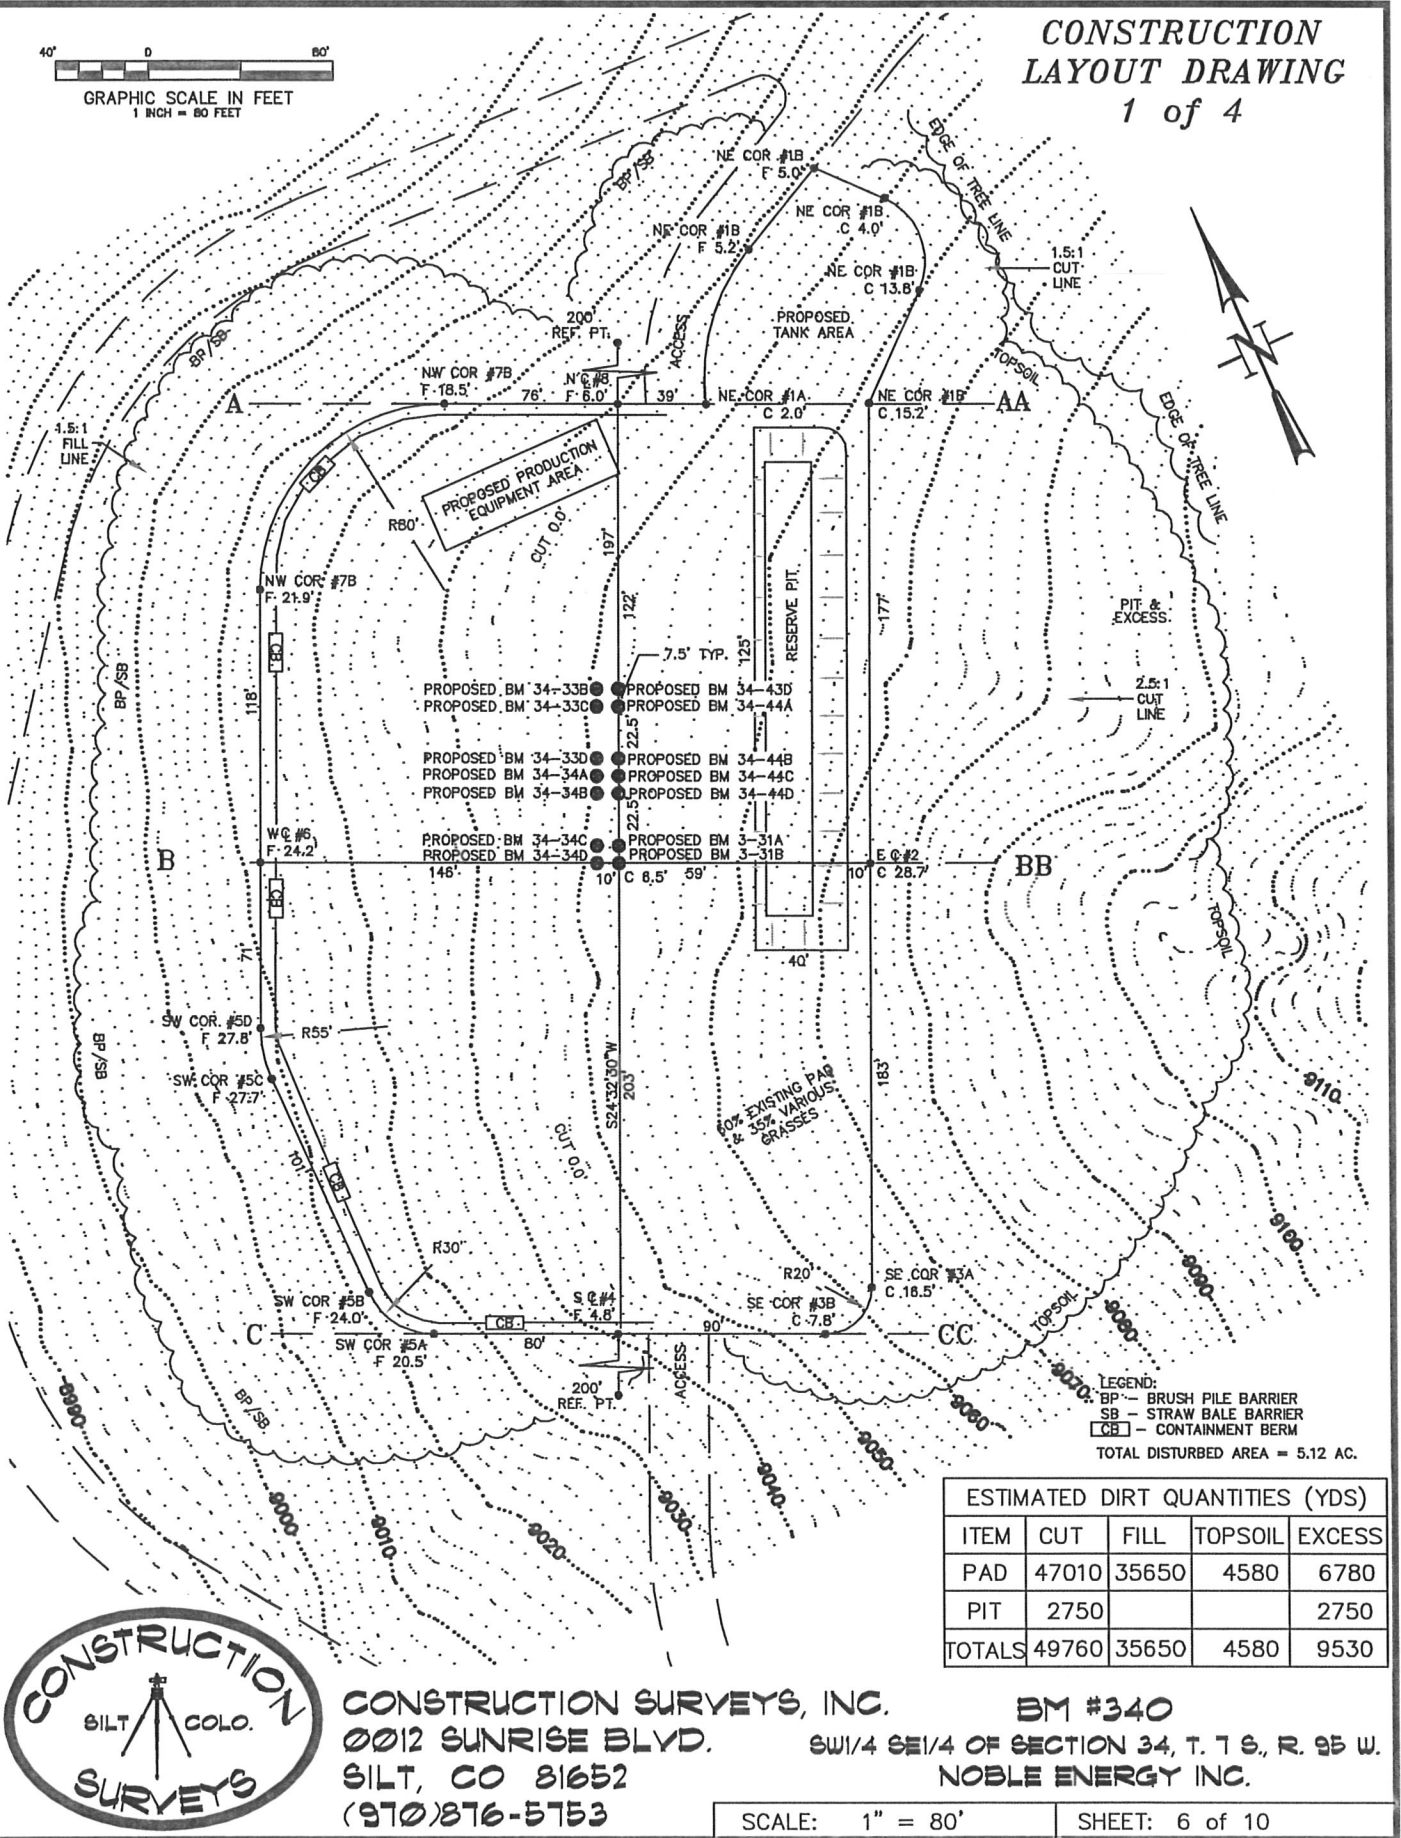 CONSTRUCTION
LAYOUT DRAWING
1 of 4
40' 0 80'
GRAPHIC SCALE IN FEET
1 INCH = 80 FEET
EDGE OF TREE LINE
BP/SB
NE COR #1B
F 5.0'
NE COR #1B
C 4.0'
NE COR #1B
F 5.2'
NE COR #1B
C 13.8'
1.5:1
CUT
LINE
PROPOSED
TANK AREA
200'
REF. PT.
ACCESS
BP/SB
TOPSOIL
NW COR #7B
F 18.5'
N CL #8
F 6.0'
A
76'
39'
NE COR #1A
C 2.0'
NE COR #1B
C 15.2'
AA
EDGE OF TREE LINE
1.5:1
FILL
LINE
CB
R80'
PROPOSED PRODUCTION
EQUIPMENT AREA
CUT 0.0'
197'
122'
NW COR #7B
F 21.9'
CB
118'
BP/SB
RESERVE PIT
125'
177'
PIT &
EXCESS
2.5:1
CUT
LINE
7.5' TYP.
PROPOSED BM 34-33B PROPOSED BM 34-43D
PROPOSED BM 34-33C PROPOSED BM 34-44A
22.5'
PROPOSED BM 34-33D PROPOSED BM 34-44B
PROPOSED BM 34-34A PROPOSED BM 34-44C
PROPOSED BM 34-34B PROPOSED BM 34-44D
22.5'
PROPOSED BM 34-34C PROPOSED BM 3-31A
PROPOSED BM 34-34D PROPOSED BM 3-31B
W CL #6
F 24.2'
B
146'
10'
C 6.5'
59'
10'
E CL #2
C 28.7'
BB
CB
71'
40'
TOPSOIL
SW COR. #5D
F 27.8'
R55'
BP/SB
SW COR #5C
F 27.7'
S24°32'30"W
203'
60% EXISTING PAD
& 35% VARIOUS
GRASSES
183'
CUT 0.0'
101'
CB
R30'
SW COR #5B
F 24.0'
S CL #4
F 4.8'
R20'
SE COR #3A
C 16.5'
SE COR #3B
C 7.8'
C
CB
SW COR #5A
F 20.5'
80'
90'
CC
TOPSOIL
200'
REF. PT.
ACCESS
BP/SB
8990
9000
9010
9020
9030
9040
9050
9060
9070
9080
9090
9100
9110
LEGEND:
BP - BRUSH PILE BARRIER
SB - STRAW BALE BARRIER
CB - CONTAINMENT BERM
TOTAL DISTURBED AREA = 5.12 AC.
ESTIMATED DIRT QUANTITIES (YDS)
ITEM CUT FILL TOPSOIL EXCESS
PAD 47010 35650 4580 6780
PIT 2750 2750
TOTALS 49760 35650 4580 9530
CONSTRUCTION
SILT COLO.
SURVEYS
CONSTRUCTION SURVEYS, INC.
0012 SUNRISE BLVD.
SILT, CO 81652
(970)876-5753
BM #340
SW1/4 SE1/4 OF SECTION 34, T. 7 S., R. 95 W.
NOBLE ENERGY INC.
SCALE: 1" = 80'
SHEET: 6 of 10